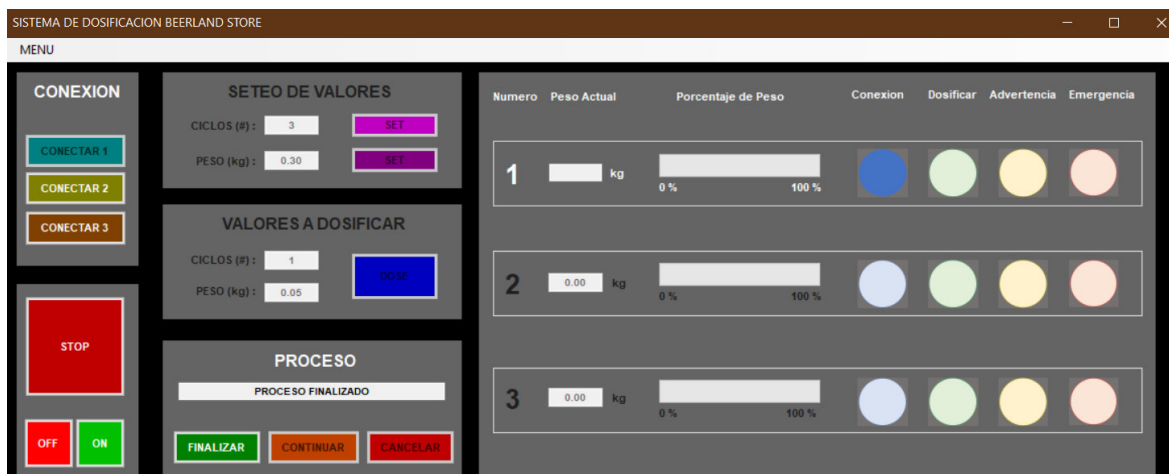 SISTEMA DE DOSIFICACION BEERLAND STORE
MENU
CONEXION
CONECTAR 1
CONECTAR 2
CONECTAR 3
STOP
OFF
ON
SETEO DE VALORES
CICLOS (#) : 3 SET
PESO (kg) : 0.30 SET
VALORES A DOSIFICAR
CICLOS (#) : 1
DOSE
PESO (kg) : 0.05
PROCESO
PROCESO FINALIZADO
FINALIZAR CONTINUAR CANCELAR
Numero Peso Actual Porcentaje de Peso Conexion Dosificar Advertencia Emergencia
1 kg
0 % 100 %
2 0.00 kg
0 % 100 %
3 0.00 kg
0 % 100 %